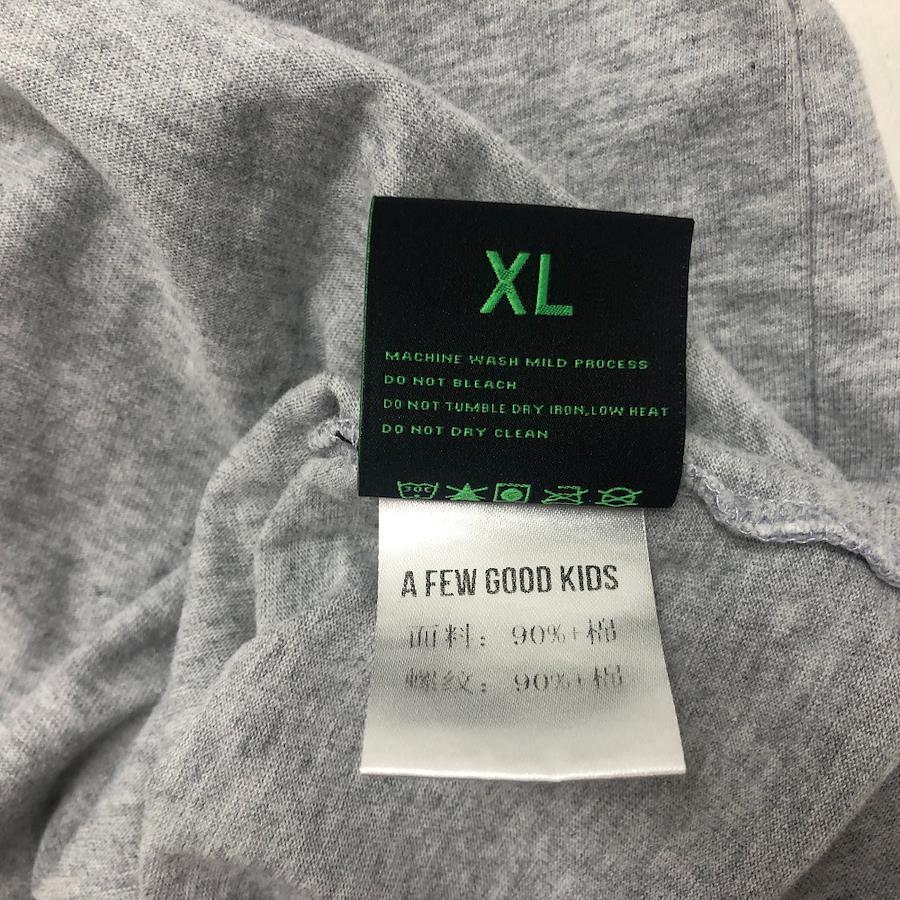 XL
MACHINE WASH MILD PROCESS
DO NOT BLEACH
DO NOT TUMBLE DRY IRON,LOW HEAT
DO NOT DRY CLEAN
30C
A FEW GOOD KIDS
面料：90%+棉
螺纹：90%+棉